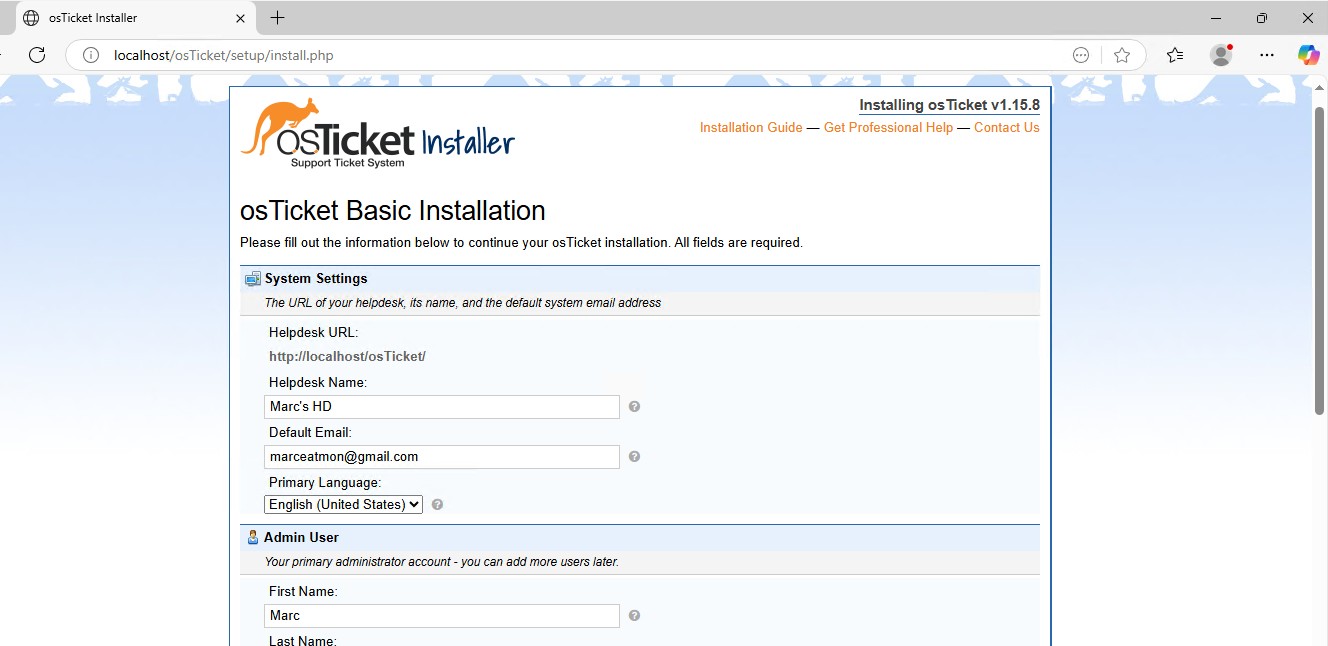 osTicket Installer
localhost/osTicket/setup/install.php
osTicket Installer
Support Ticket System
Installing osTicket v1.15.8
Installation Guide — Get Professional Help — Contact Us
osTicket Basic Installation
Please fill out the information below to continue your osTicket installation. All fields are required.
System Settings
The URL of your helpdesk, its name, and the default system email address
Helpdesk URL:
http://localhost/osTicket/
Helpdesk Name:
Marc's HD
Default Email:
marceatmon@gmail.com
Primary Language:
English (United States)
Admin User
Your primary administrator account - you can add more users later.
First Name:
Marc
Last Name: